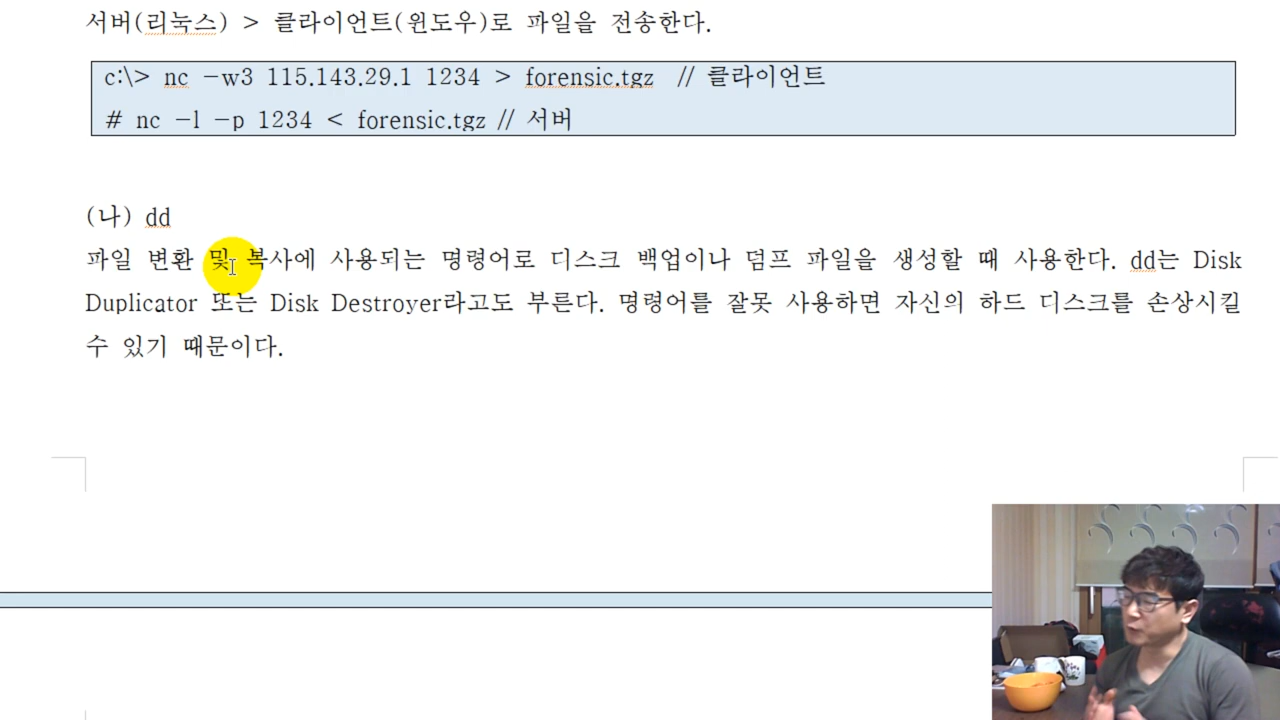 서버(리눅스) > 클라이언트(윈도우)로 파일을 전송한다.
c:\> nc -w3 115.143.29.1 1234 > forensic.tgz // 클라이언트
# nc -l -p 1234 < forensic.tgz // 서버
(나) dd
파일 변환 및 복사에 사용되는 명령어로 디스크 백업이나 덤프 파일을 생성할 때 사용한다. dd는 Disk
Duplicator 또는 Disk Destroyer라고도 부른다. 명령어를 잘못 사용하면 자신의 하드 디스크를 손상시킬
수 있기 때문이다.